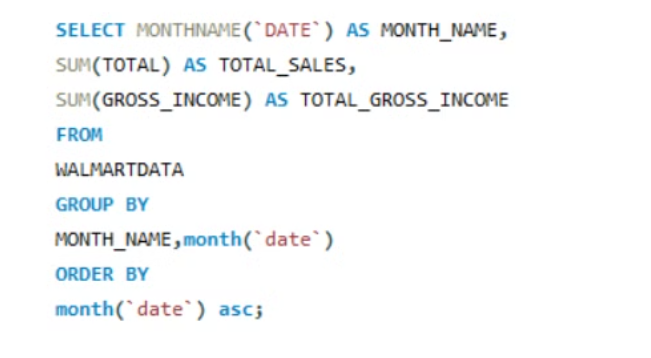 SELECT MONTHNAME(`DATE`) AS MONTH_NAME,
SUM(TOTAL) AS TOTAL_SALES,
SUM(GROSS_INCOME) AS TOTAL_GROSS_INCOME
FROM
WALMARTDATA
GROUP BY
MONTH_NAME,month(`date`)
ORDER BY
month(`date`) asc;